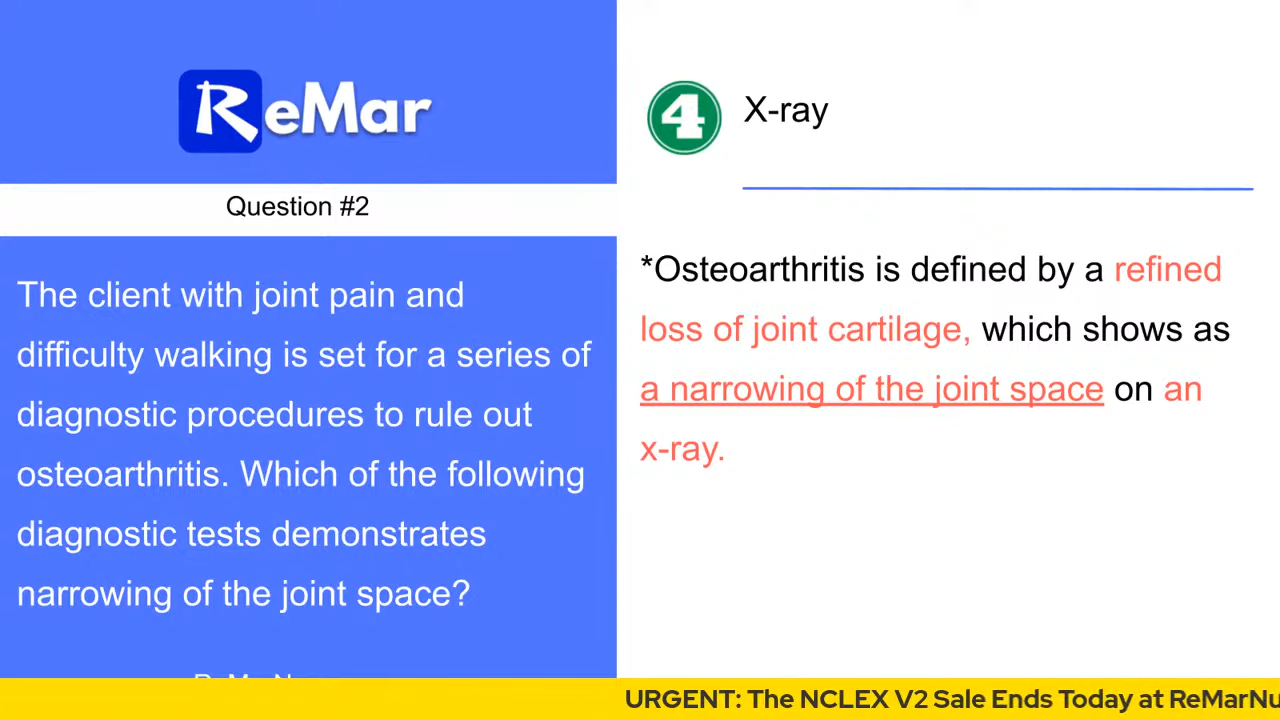 ReMar
Question #2
The client with joint pain and
difficulty walking is set for a series of
diagnostic procedures to rule out
osteoarthritis. Which of the following
diagnostic tests demonstrates
narrowing of the joint space?
4
X-ray
*Osteoarthritis is defined by a refined
loss of joint cartilage, which shows as
a narrowing of the joint space on an
x-ray.
URGENT: The NCLEX V2 Sale Ends Today at ReMarNu